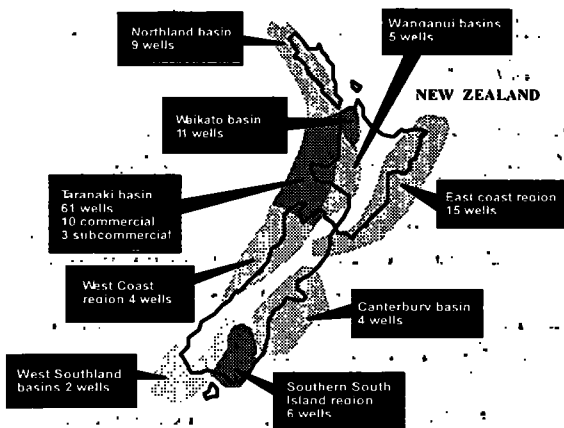 Northland basin
9 wells
Wanganui basins
5 wells
NEW ZEALAND
Waikato basin
11 wells
Taranaki basin
61 wells
10 commercial
3 subcommercial
East coast region
15 wells
West Coast
region 4 wells
Canterbury basin
4 wells
West Southland
basins 2 wells
Southern South
Island region
6 wells